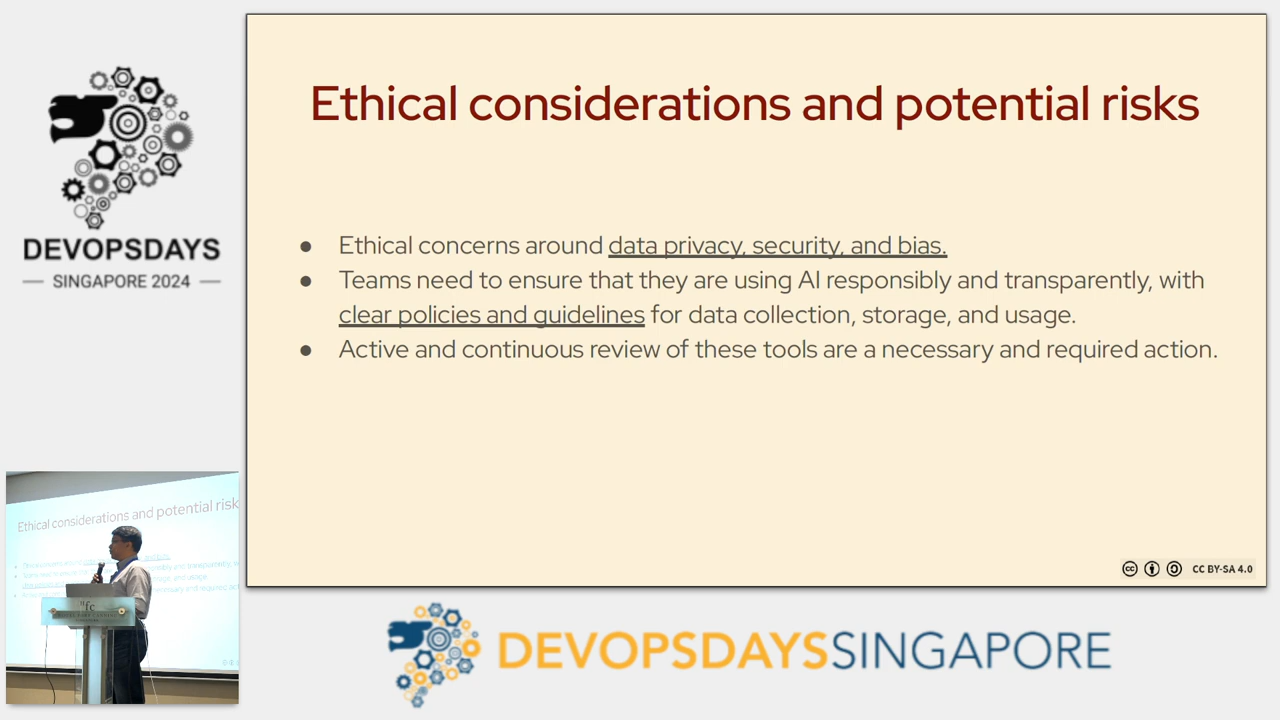 Ethical considerations and potential risks
● Ethical concerns around data privacy, security, and bias.
● Teams need to ensure that they are using AI responsibly and transparently, with
clear policies and guidelines for data collection, storage, and usage.
● Active and continuous review of these tools are a necessary and required action.
CC BY-SA 4.0
DEVOPSDAYS
SINGAPORE 2024
Ethical considerations and potential risk
DEVOPSDAYSSINGAPORE